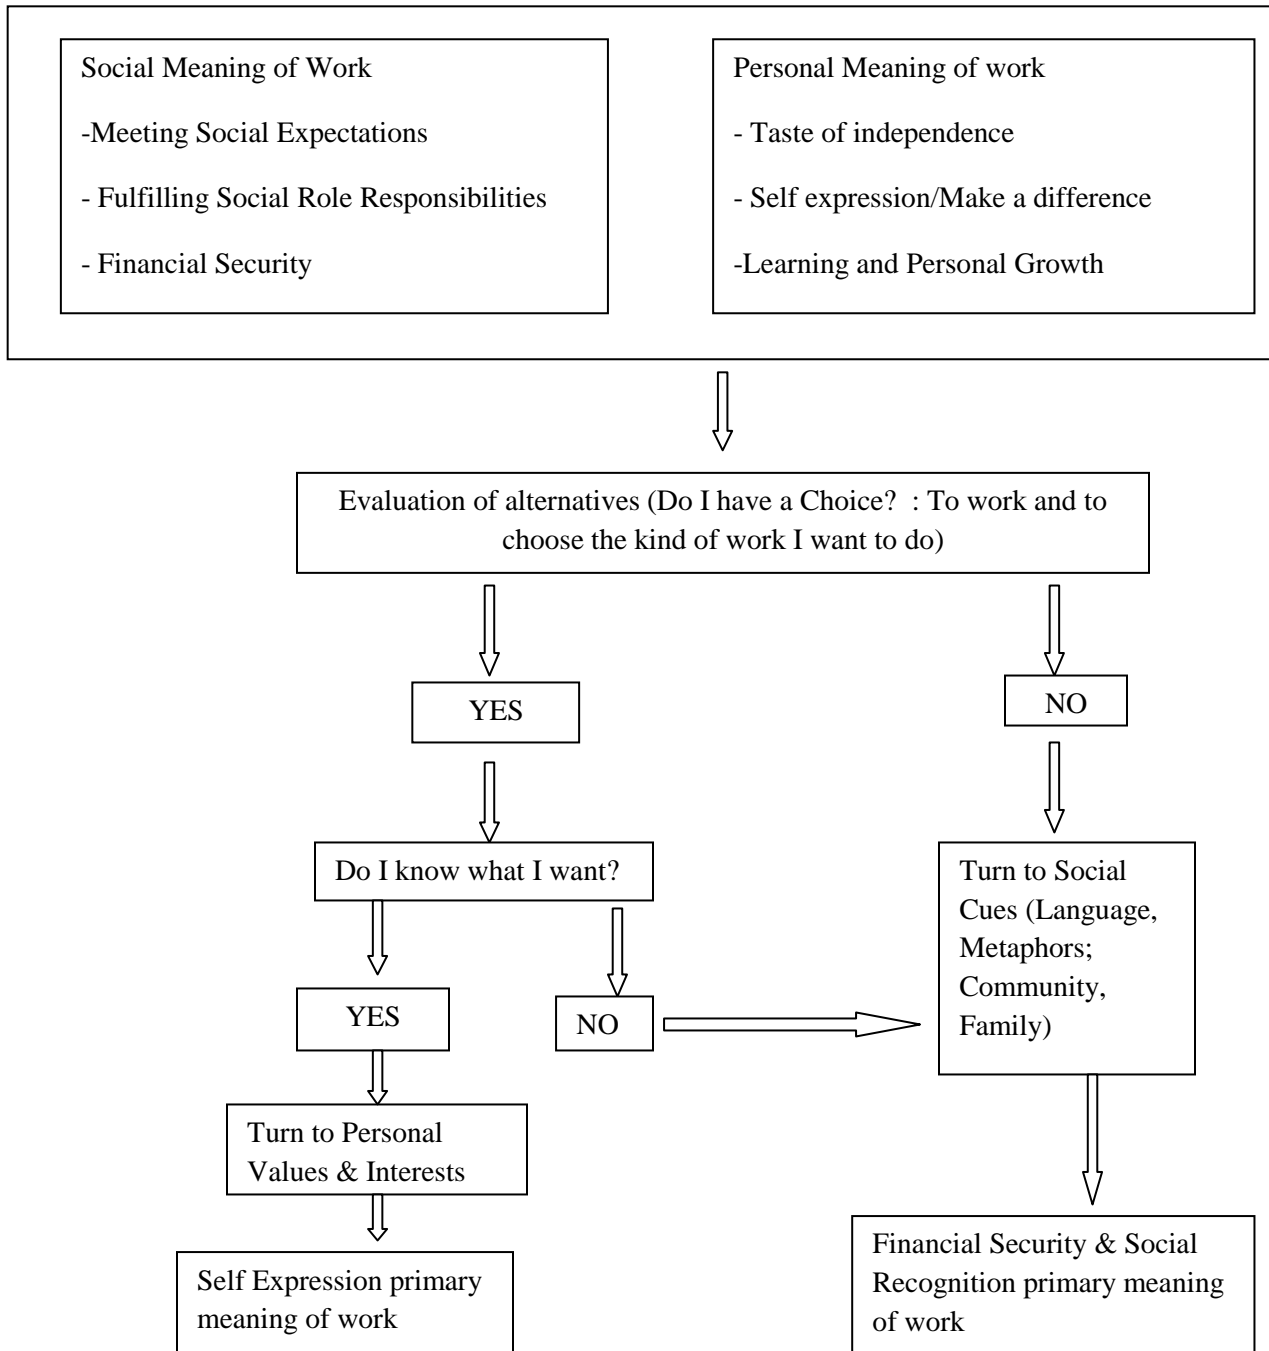 Social Meaning of Work
-Meeting Social Expectations
- Fulfilling Social Role Responsibilities
- Financial Security
Personal Meaning of work
- Taste of independence
- Self expression/Make a difference
-Learning and Personal Growth
Evaluation of alternatives (Do I have a Choice?  : To work and to
choose the kind of work I want to do)
YES
NO
Do I know what I want?
Turn to Social
Cues (Language,
Metaphors;
Community,
Family)
YES
NO
Turn to Personal
Values & Interests
Self Expression primary
meaning of work
Financial Security & Social
Recognition primary meaning
of work